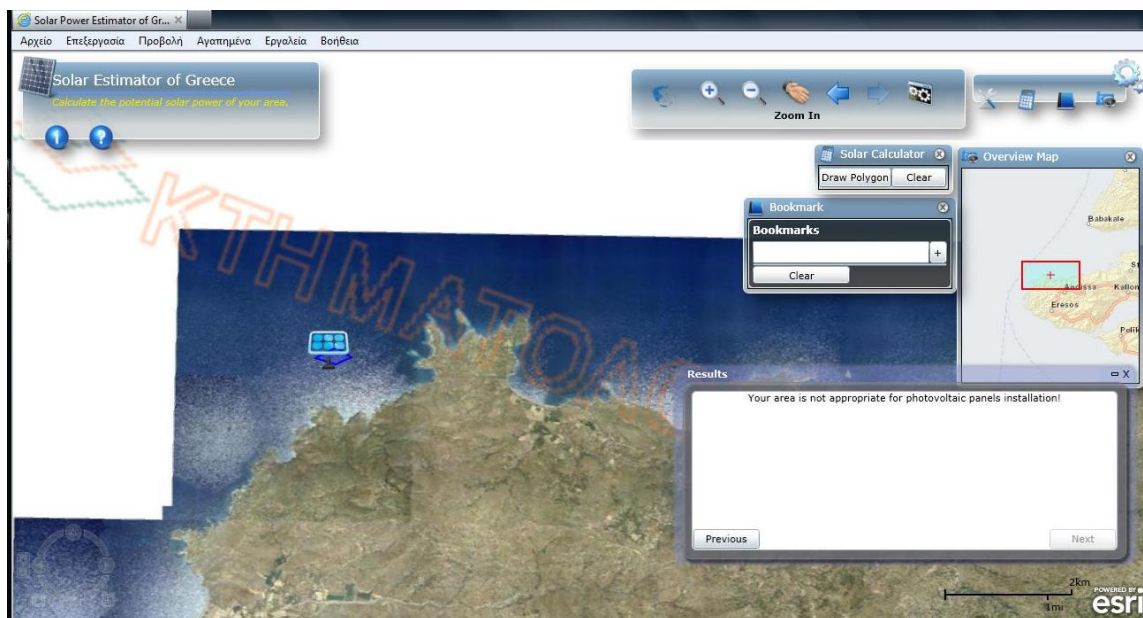 Solar Power Estimator of Gr...
Αρχείο Επεξεργασία Προβολή Αγαπημένα Εργαλεία Βοήθεια
Solar Estimator of Greece
Calculate the potential solar power of your area.
Zoom In
Solar Calculator
Draw Polygon Clear
Overview Map
Bookmark
Bookmarks
+
Clear
Babakale
Eresos
ΚΤΗΜΑΤΟΛΟ
Results
Your area is not appropriate for photovoltaic panels installation!
Previous
Next
2km
1mi
POWERED BY
esri